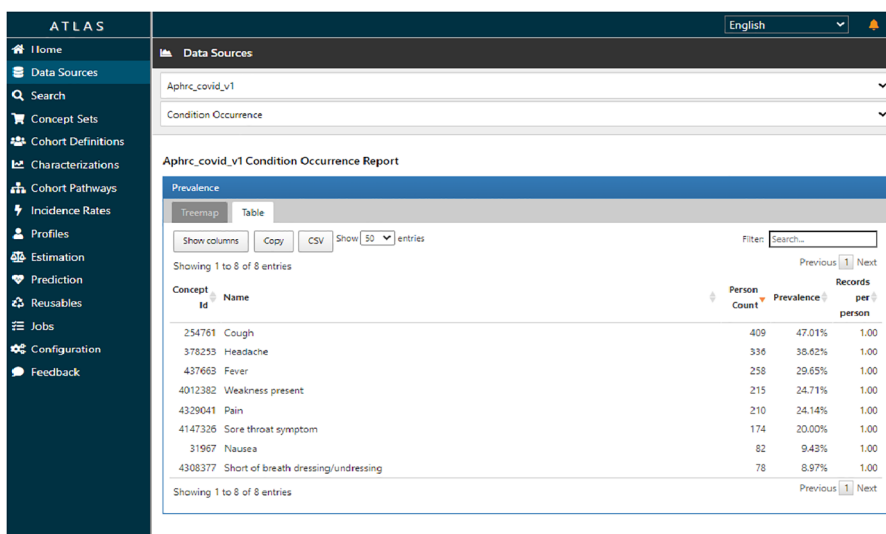 ATLAS
English
Home
Data Sources
Search
Concept Sets
Cohort Definitions
Characterizations
Cohort Pathways
Incidence Rates
Profiles
Estimation
Prediction
Reusables
Jobs
Configuration
Feedback
Data Sources
Aphrc_covid_v1
Condition Occurrence
Aphrc_covid_v1 Condition Occurrence Report
Prevalence
Treemap Table
Show columns Copy CSV Show 50 entries Filter: Search...
Showing 1 to 8 of 8 entries Previous 1 Next
Concept Id Name Person Count Prevalence Records per person
254761 Cough 409 47.01% 1.00
378253 Headache 336 38.62% 1.00
437663 Fever 258 29.65% 1.00
4012382 Weakness present 215 24.71% 1.00
4329041 Pain 210 24.14% 1.00
4147326 Sore throat symptom 174 20.00% 1.00
31967 Nausea 82 9.43% 1.00
4308377 Short of breath dressing/undressing 78 8.97% 1.00
Showing 1 to 8 of 8 entries Previous 1 Next